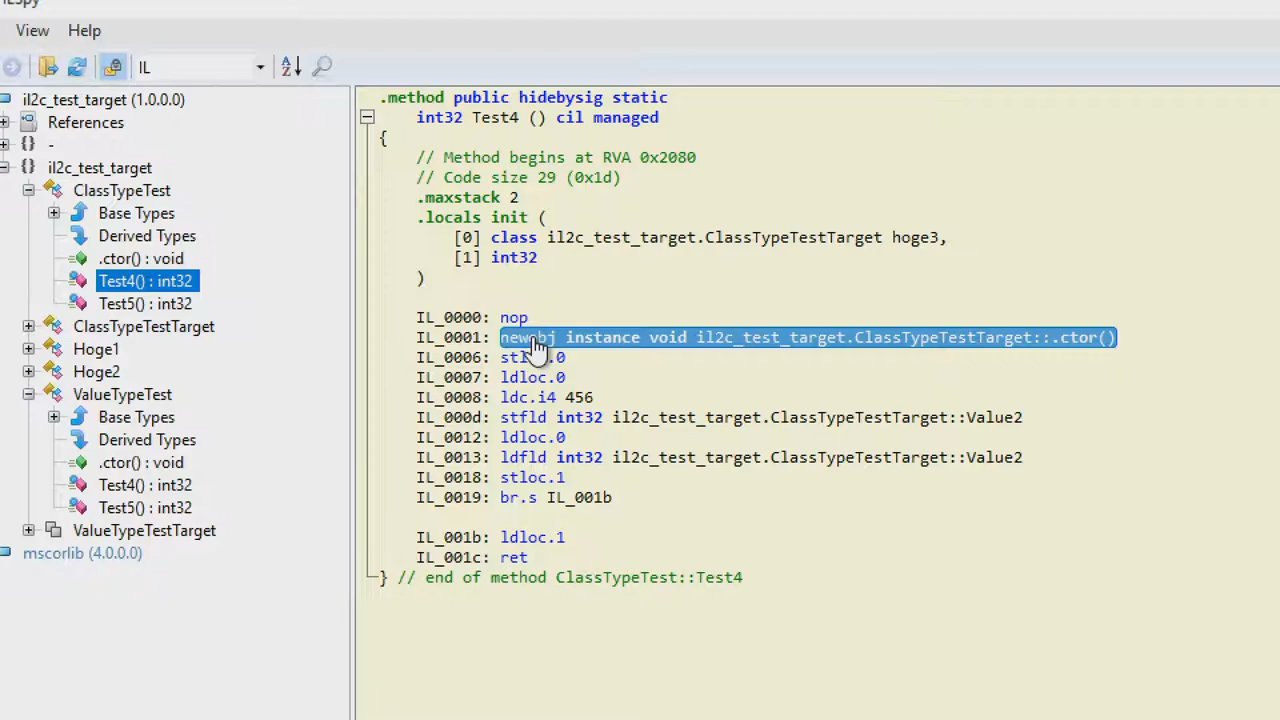 View Help
IL
il2c_test_target (1.0.0.0)
References
-
il2c_test_target
ClassTypeTest
Base Types
Derived Types
.ctor() : void
Test4() : int32
Test5() : int32
ClassTypeTestTarget
Hoge1
Hoge2
ValueTypeTest
Base Types
Derived Types
.ctor() : void
Test4() : int32
Test5() : int32
ValueTypeTestTarget
mscorlib (4.0.0.0)
.method public hidebysig static
int32 Test4 () cil managed
{
// Method begins at RVA 0x2080
// Code size 29 (0x1d)
.maxstack 2
.locals init (
[0] class il2c_test_target.ClassTypeTestTarget hoge3,
[1] int32
)
IL_0000: nop
IL_0001: newobj instance void il2c_test_target.ClassTypeTestTarget::.ctor()
IL_0006: stloc.0
IL_0007: ldloc.0
IL_0008: ldc.i4 456
IL_000d: stfld int32 il2c_test_target.ClassTypeTestTarget::Value2
IL_0012: ldloc.0
IL_0013: ldfld int32 il2c_test_target.ClassTypeTestTarget::Value2
IL_0018: stloc.1
IL_0019: br.s IL_001b
IL_001b: ldloc.1
IL_001c: ret
} // end of method ClassTypeTest::Test4